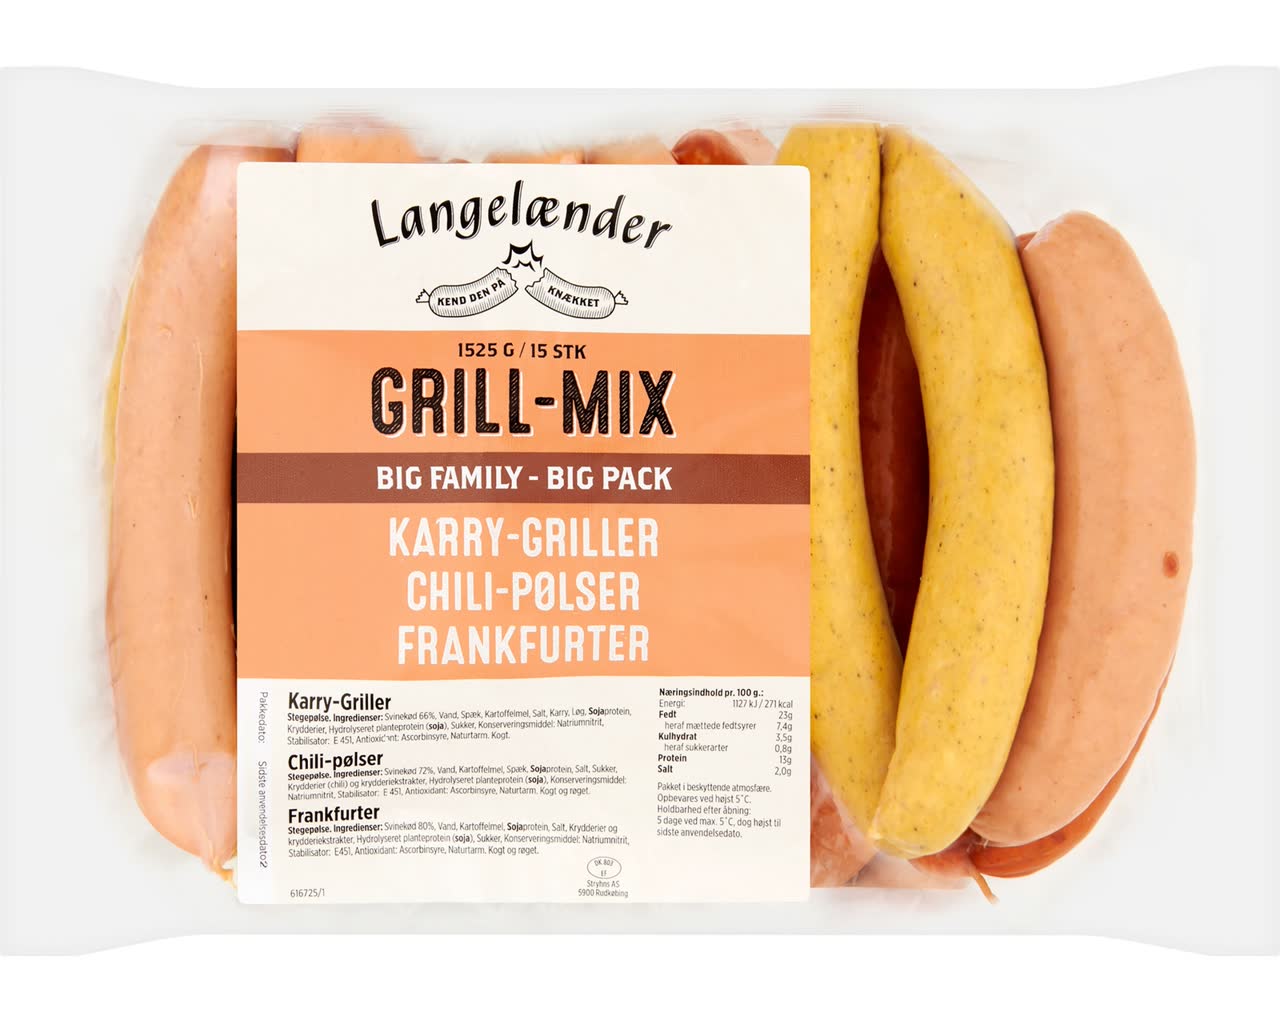 Langelænder
KEND DEN PÅ KNÆKKET
1525 G / 15 STK
GRILL-MIX
BIG FAMILY - BIG PACK
KARRY-GRILLER
CHILI-PØLSER
FRANKFURTER
Pakkedato:
Sidste anvendelsesdato2
Karry-Griller
Stegepølse. Ingredienser: Svinekød 66%, Vand, Spæk, Kartoffelmel, Salt, Karry, Løg, Sojaprotein,
Krydderier, Hydrolyseret planteprotein (soja), Sukker, Konserveringsmiddel: Natriumnitrit,
Stabilisator: E 451, Antioxidant: Ascorbinsyre, Naturtarm. Kogt.
Chili-pølser
Stegepølse. Ingredienser: Svinekød 72%, Vand, Kartoffelmel, Spæk, Sojaprotein, Salt, Sukker,
Krydderier (chili) og krydderiekstrakter, Hydrolyseret planteprotein (soja), Konserveringsmiddel:
Natriumnitrit, Stabilisator: E 451, Antioxidant: Ascorbinsyre, Naturtarm. Kogt og røget.
Frankfurter
Stegepølse. Ingredienser: Svinekød 80%, Vand, Kartoffelmel, Sojaprotein, Salt, Krydderier og
krydderiekstrakter, Hydrolyseret planteprotein (soja), Sukker, Konserveringsmiddel: Natriumnitrit,
Stabilisator: E451, Antioxidant: Ascorbinsyre, Naturtarm. Kogt og røget.
616725/1
DK 803
EF
Stryhns AS
5900 Rudkøbing
Næringsindhold pr. 100 g.:
Energi: 1127 kJ / 271 kcal
Fedt 23g
heraf mættede fedtsyrer 7,4g
Kulhydrat 3,5g
heraf sukkerarter 0,8g
Protein 13g
Salt 2,0g
Pakket i beskyttende atmosfære.
Opbevares ved højst 5°C.
Holdbarhed efter åbning:
5 dage ved max. 5°C, dog højst til
sidste anvendelsesdato.